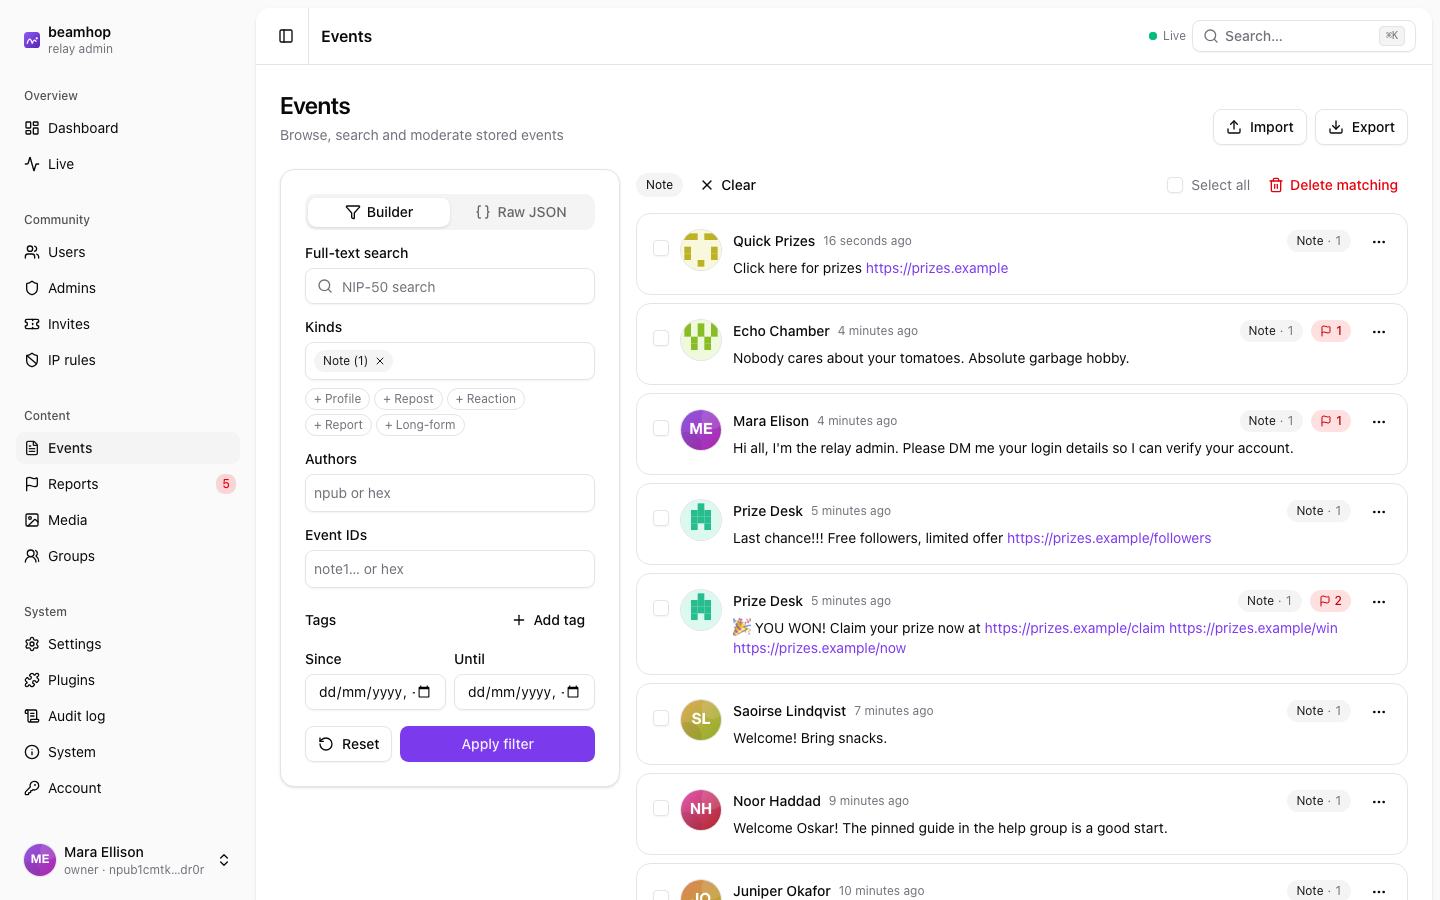 beamhop
relay admin
Overview
Dashboard
Live
Community
Users
Admins
Invites
IP rules
Content
Events
Reports
5
Media
Groups
System
Settings
Plugins
Audit log
System
Account
ME
Mara Ellison
owner · npub1cmtk...dr0r
Events
Live
Search...
⌘K
Events
Browse, search and moderate stored events
Import
Export
Builder
Raw JSON
Full-text search
NIP-50 search
Kinds
Note (1) ×
+ Profile
+ Repost
+ Reaction
+ Report
+ Long-form
Authors
npub or hex
Event IDs
note1... or hex
Tags
+ Add tag
Since
Until
dd/mm/yyyy, -
dd/mm/yyyy, -
Reset
Apply filter
Note
× Clear
Select all
Delete matching
Quick Prizes 16 seconds ago
Note · 1
Click here for prizes https://prizes.example
Echo Chamber 4 minutes ago
Note · 1
1
Nobody cares about your tomatoes. Absolute garbage hobby.
ME
Mara Elison 4 minutes ago
Note · 1
1
Hi all, I'm the relay admin. Please DM me your login details so I can verify your account.
Prize Desk 5 minutes ago
Note · 1
Last chance!!! Free followers, limited offer https://prizes.example/followers
Prize Desk 5 minutes ago
Note · 1
2
🎉 YOU WON! Claim your prize now at https://prizes.example/claim https://prizes.example/win
https://prizes.example/now
SL
Saoirse Lindqvist 7 minutes ago
Note · 1
Welcome! Bring snacks.
NH
Noor Haddad 9 minutes ago
Note · 1
Welcome Oskar! The pinned guide in the help group is a good start.
JO
Juniper Okafor 10 minutes ago
Note · 1